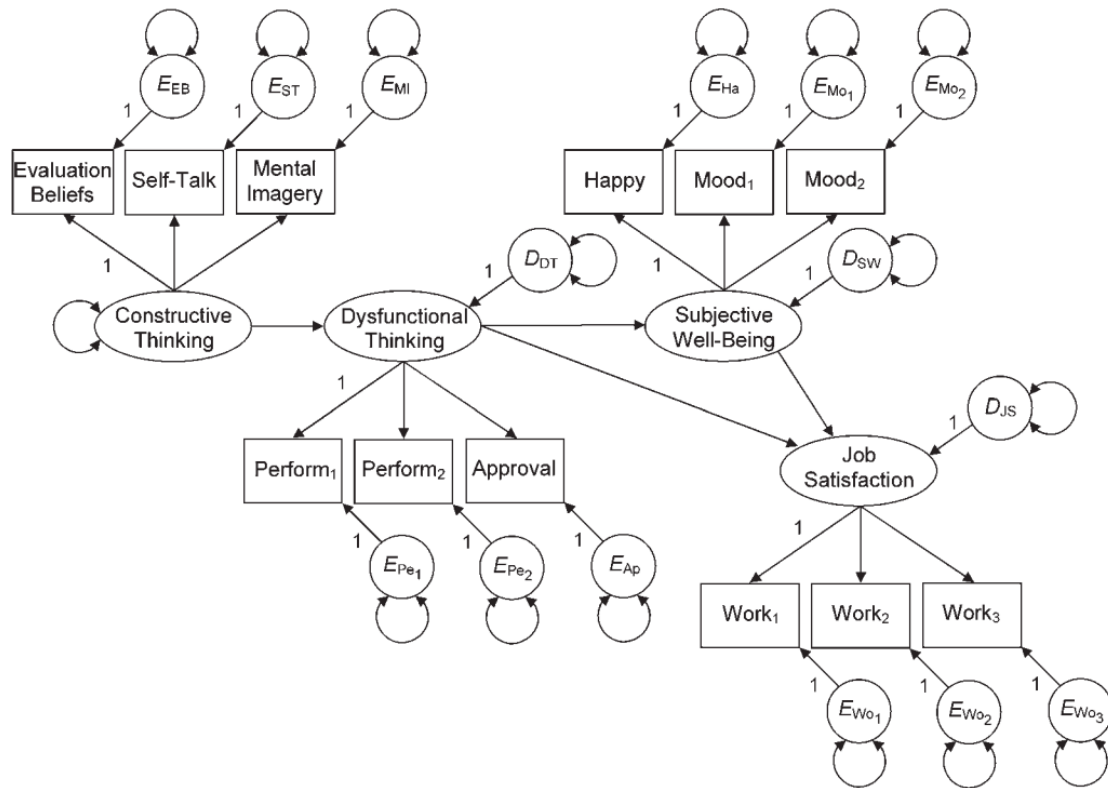 E_EB
E_ST
E_MI
E_Ha
E_Mo₁
E_Mo₂
1
1
1
1
1
1
Evaluation
Beliefs
Self-Talk
Mental
Imagery
Happy
Mood₁
Mood₂
1
1
D_DT
1
D_SW
1
Constructive
Thinking
Dysfunctional
Thinking
Subjective
Well-Being
1
D_JS
1
Perform₁
Perform₂
Approval
Job
Satisfaction
1
1
1
1
E_Pe₁
E_Pe₂
E_Ap
Work₁
Work₂
Work₃
1
1
1
E_Wo₁
E_Wo₂
E_Wo₃